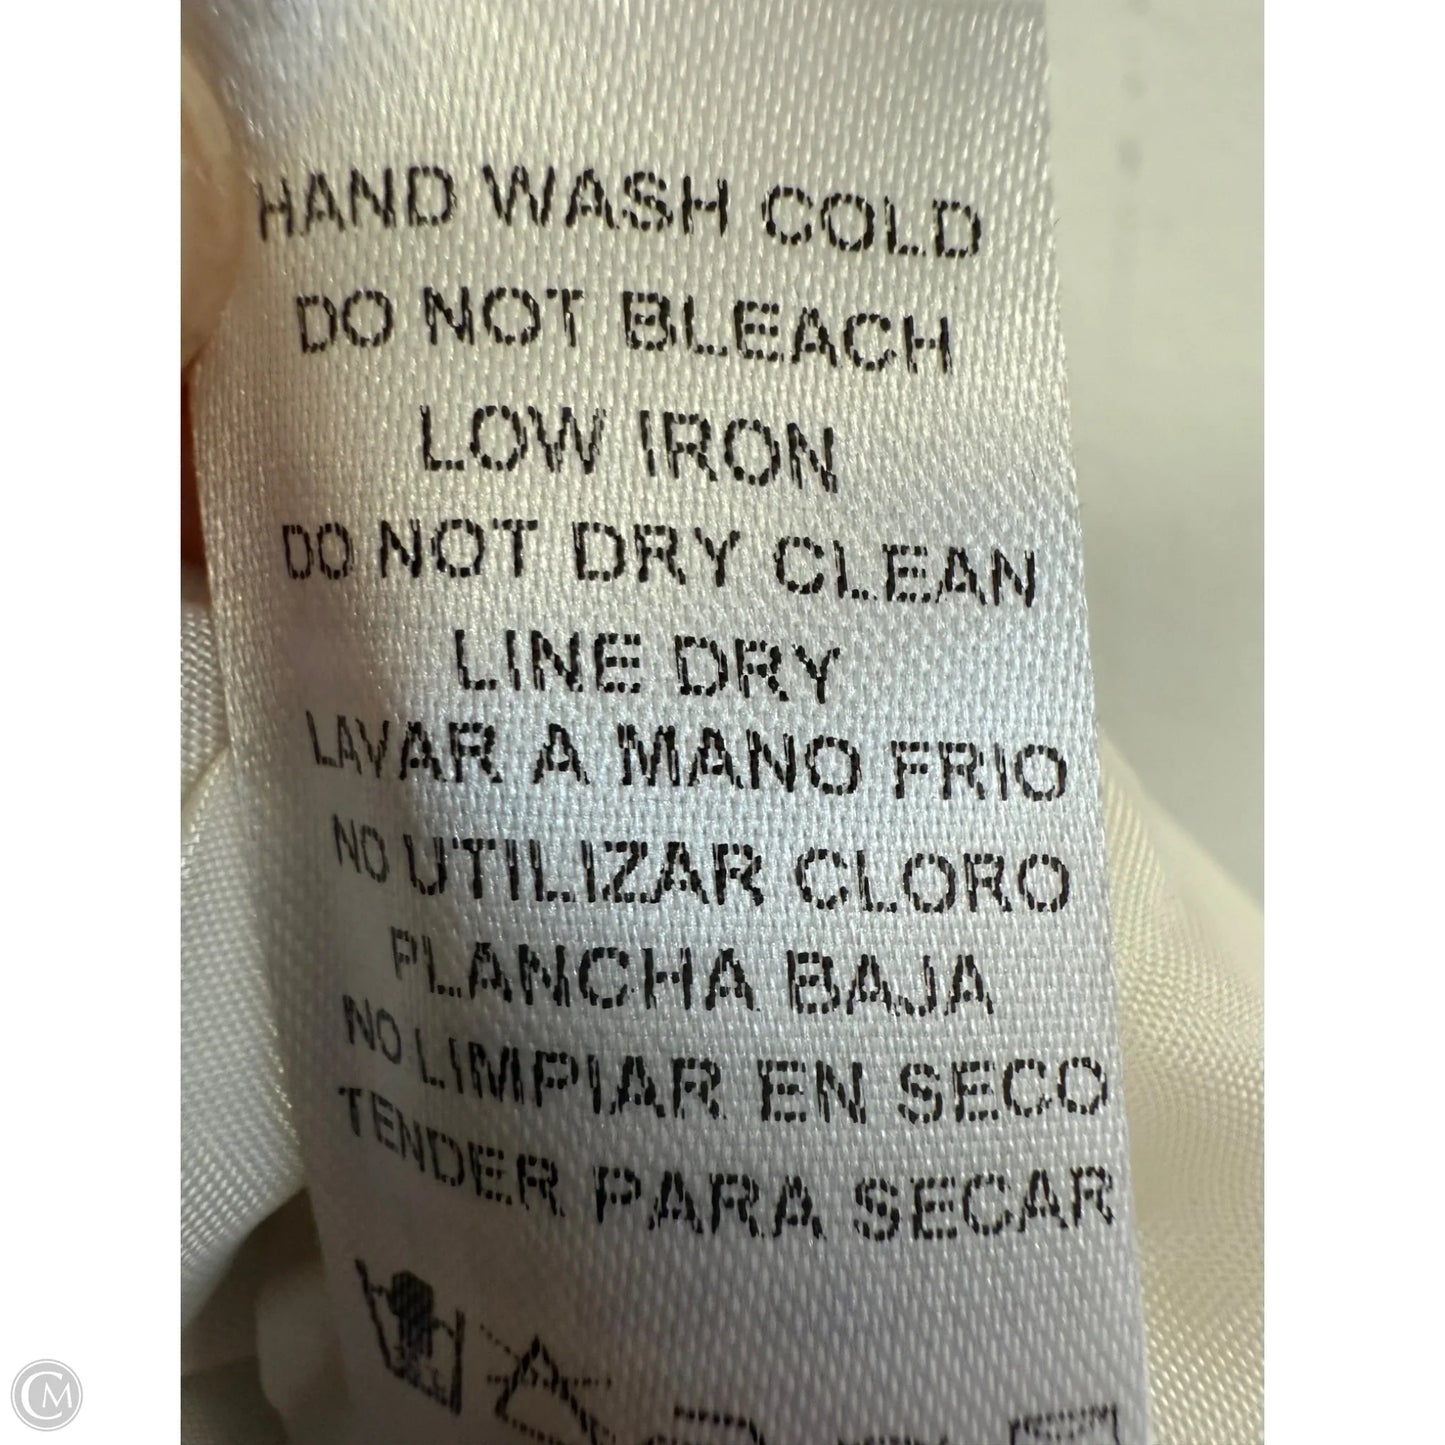 HAND WASH COLD
DO NOT BLEACH
LOW IRON
DO NOT DRY CLEAN
LINE DRY
LAVAR A MANO FRIO
NO UTILIZAR CLORO
PLANCHA BAJA
NO LIMPIAR EN SECO
TENDER PARA SECAR
CM